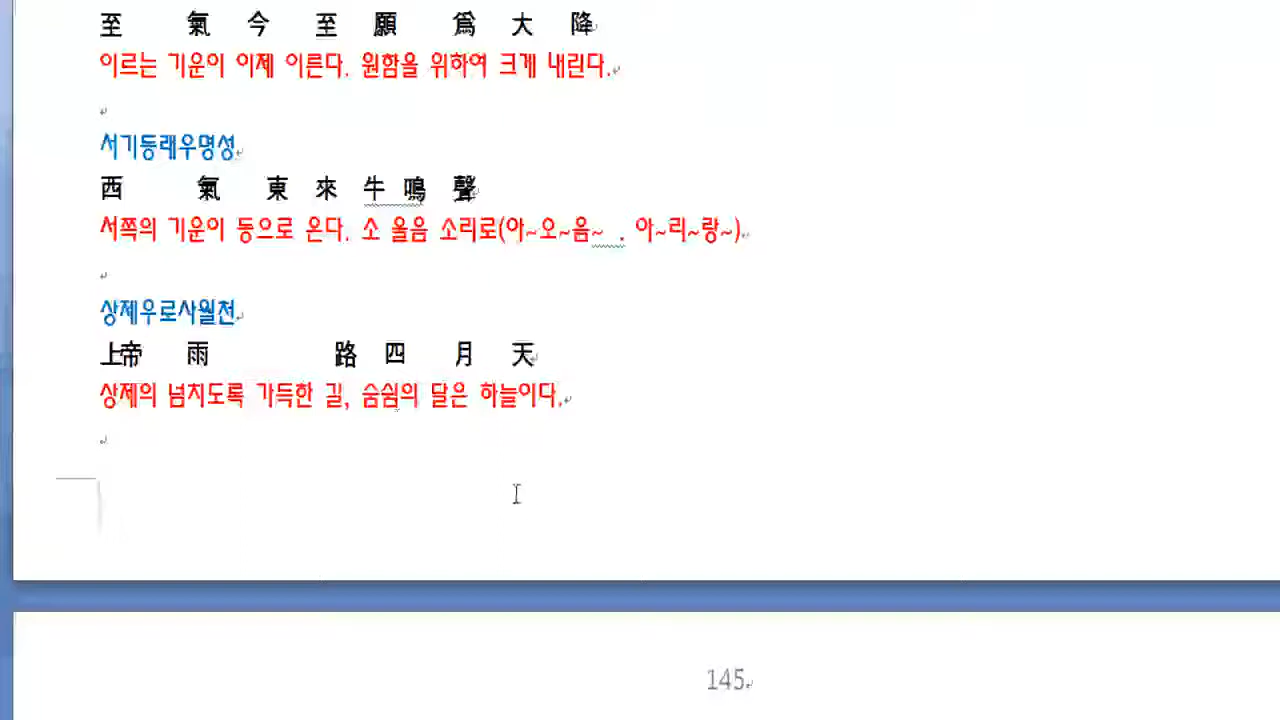 至 氣 今 至 願 爲 大 降
이르는 기운이 이제 이른다. 원함을 위하여 크게 내린다.
서기동래우명성
西 氣 東 來 牛 鳴 聲
서쪽의 기운이 동으로 온다. 소 울음 소리로(아~오~음~ . 아~리~랑~)
상제우로사월천
上帝 雨 路 四 月 天
상제의 넘치도록 가득한 길, 숨쉼의 달은 하늘이다.
145